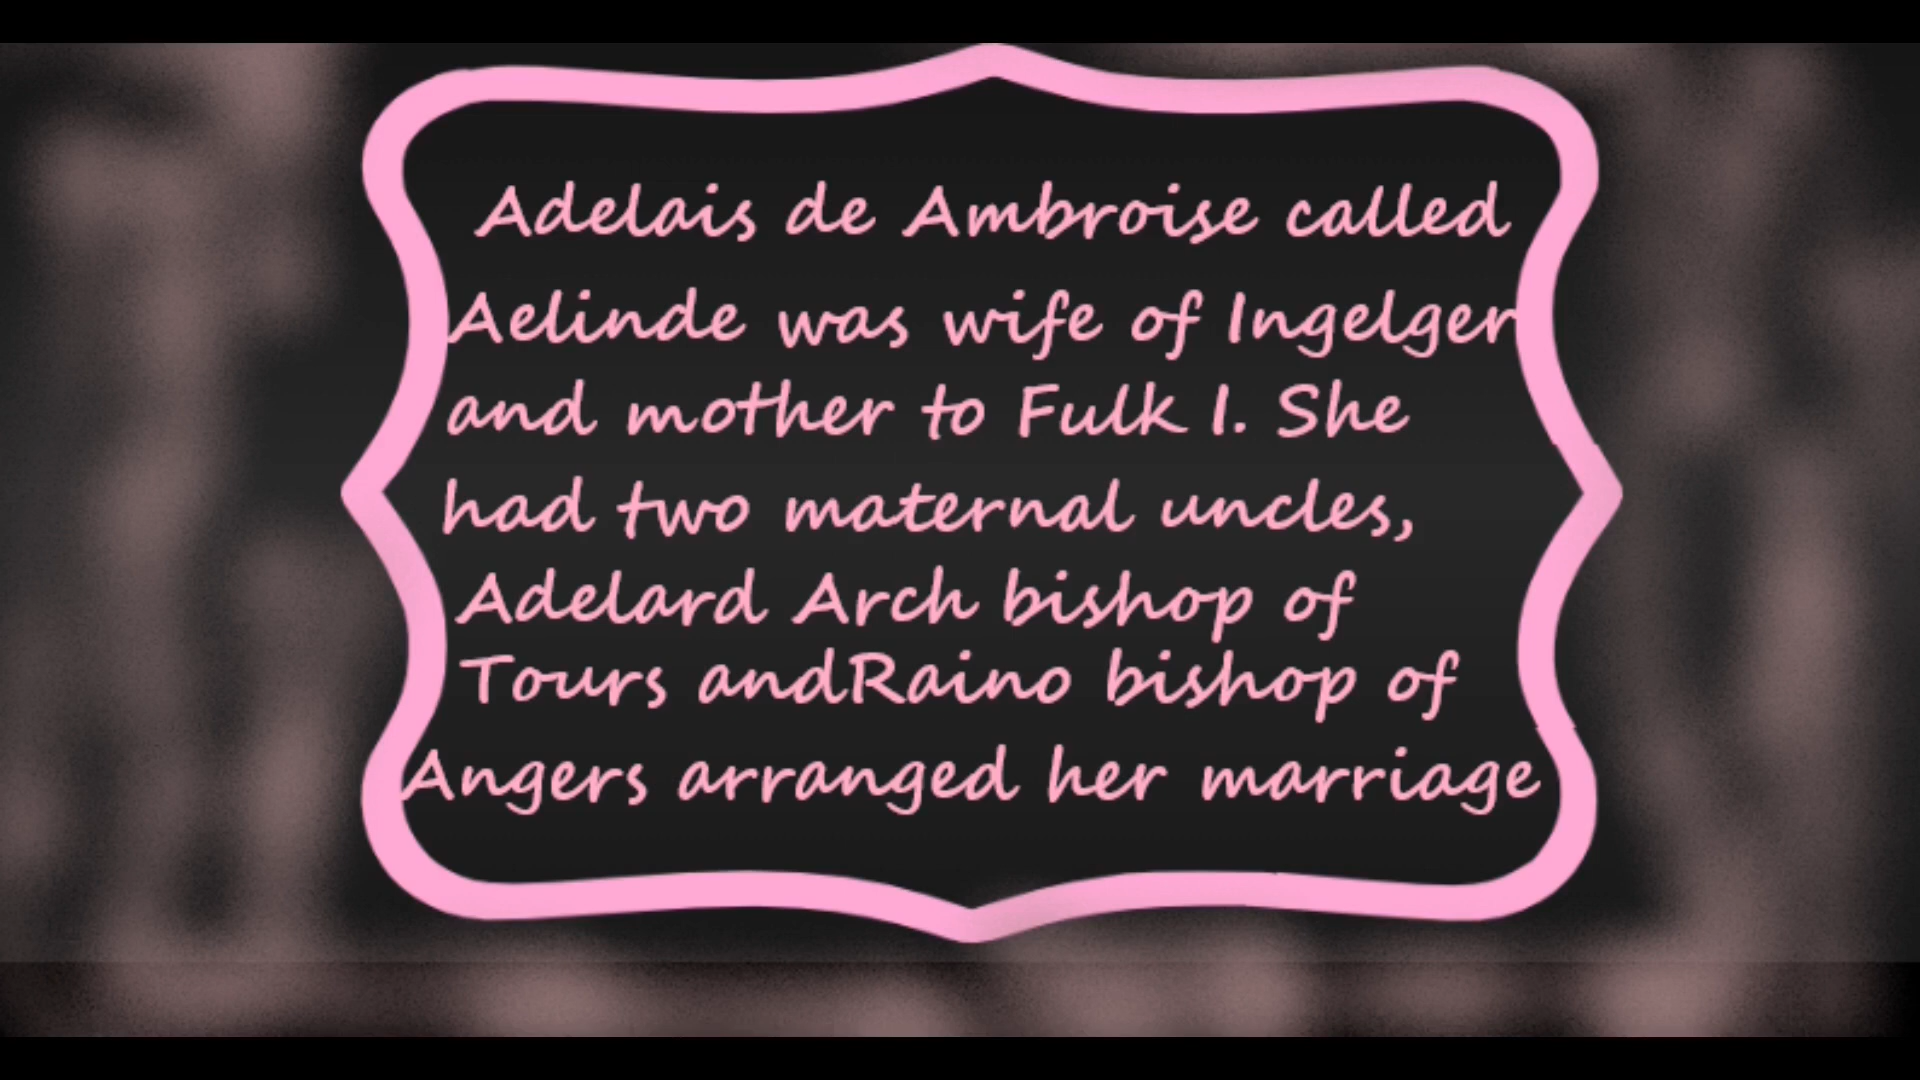 Adelais de Ambroise called
Aelinde was wife of Ingelger
and mother to Fulk I. She
had two maternal uncles,
Adelard Arch bishop of
Tours andRaino bishop of
Angers arranged her marriage